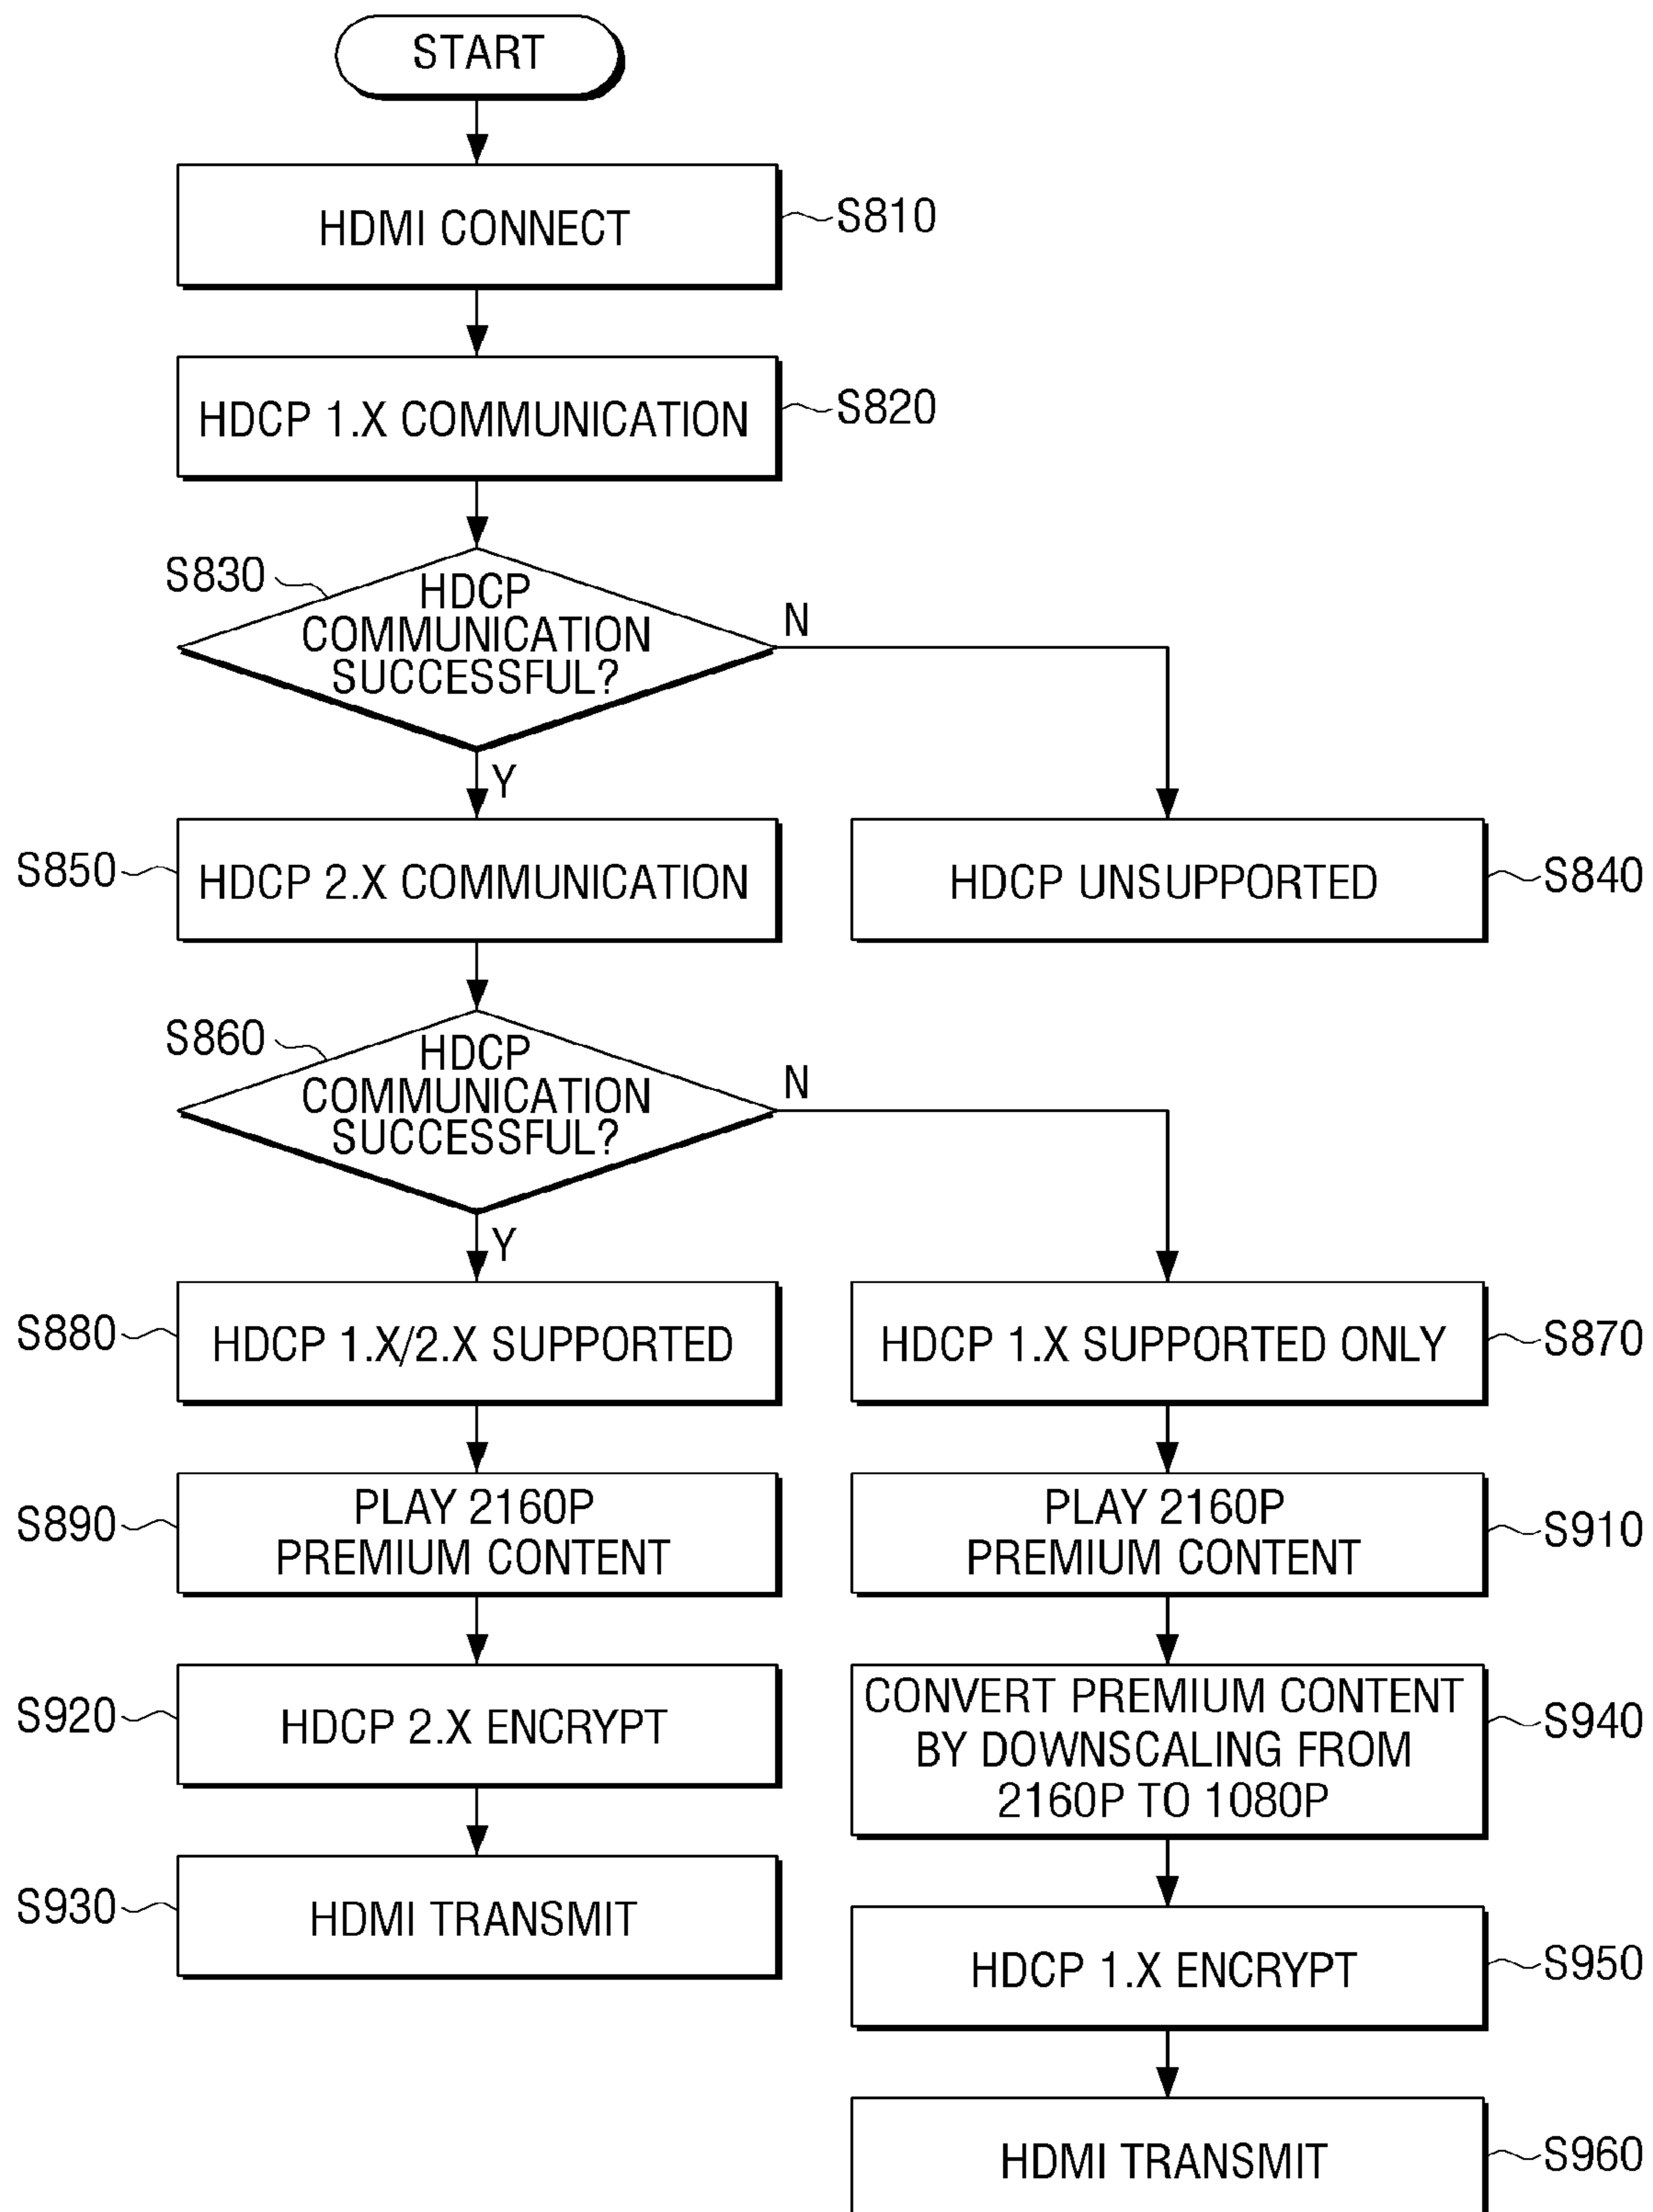 START
HDMI CONNECT
S810
HDCP 1.X COMMUNICATION
S820
S830
HDCP
COMMUNICATION
SUCCESSFUL?
N
Y
S850
HDCP 2.X COMMUNICATION
HDCP UNSUPPORTED
S840
S860
HDCP
COMMUNICATION
SUCCESSFUL?
N
Y
S880
HDCP 1.X/2.X SUPPORTED
HDCP 1.X SUPPORTED ONLY
S870
S890
PLAY 2160P
PREMIUM CONTENT
PLAY 2160P
PREMIUM CONTENT
S910
S920
HDCP 2.X ENCRYPT
CONVERT PREMIUM CONTENT
BY DOWNSCALING FROM
2160P TO 1080P
S940
S930
HDMI TRANSMIT
HDCP 1.X ENCRYPT
S950
HDMI TRANSMIT
S960